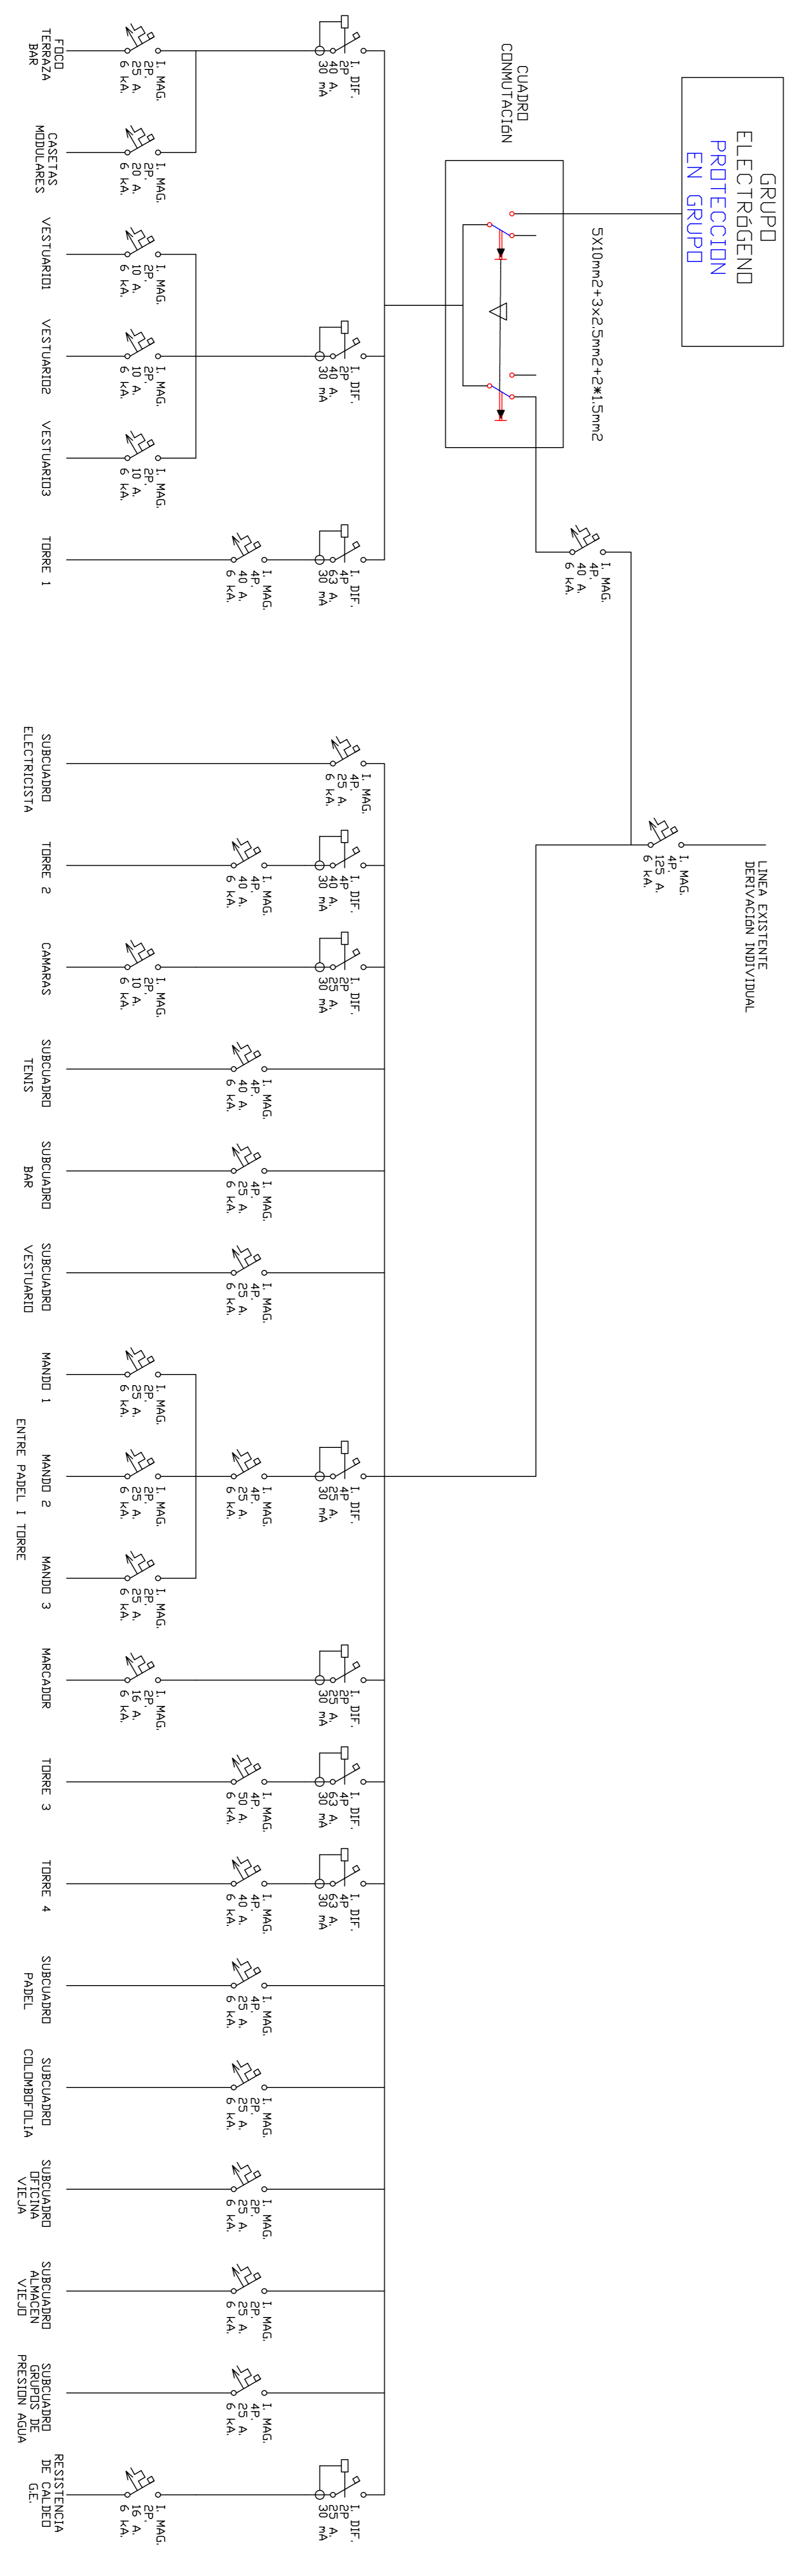 GRUPO
ELECTRÓGENO
PROTECCION
EN GRUPO
CUADRO
CONMUTACIÓN
5X10mm2+3x2.5mm2+2*1.5mm2
I. MAG.
4P.
40 A.
6 kA.
I. MAG.
4P.
125 A.
6 kA.
LINEA EXISTENTE
DERIVACIÓN INDIVIDUAL
I. DIF.
2P
40 A.
30 mA
I. MAG.
2P.
25 A.
6 kA.
FOCO
TERRAZA
BAR
I. MAG.
2P.
20 A.
6 kA.
CASETAS
MODULARES
I. MAG.
2P.
10 A.
6 kA.
VESTUARIO1
I. DIF.
2P
40 A.
30 mA
I. MAG.
2P.
10 A.
6 kA.
VESTUARIO2
I. MAG.
2P.
10 A.
6 kA.
VESTUARIO3
I. DIF.
4P
63 A.
30 mA
I. MAG.
4P.
40 A.
6 kA.
TORRE 1
I. MAG.
4P.
25 A.
6 kA.
SUBCUADRO
ELECTRICISTA
I. DIF.
4P
40 A.
30 mA
I. MAG.
4P.
40 A.
6 kA.
TORRE 2
I. DIF.
2P
25 A.
30 mA
I. MAG.
2P.
10 A.
6 kA.
CAMARAS
I. MAG.
4P.
40 A.
6 kA.
SUBCUADRO
TENIS
I. MAG.
4P.
25 A.
6 kA.
SUBCUADRO
BAR
I. MAG.
4P.
25 A.
6 kA.
SUBCUADRO
VESTUARIO
I. MAG.
2P.
25 A.
6 kA.
MANDO 1
I. DIF.
4P
25 A.
30 mA
I. MAG.
4P.
25 A.
6 kA.
I. MAG.
2P.
25 A.
6 kA.
MANDO 2
I. MAG.
2P.
25 A.
6 kA.
MANDO 3
ENTRE PADEL I TORRE
I. DIF.
2P
25 A.
30 mA
I. MAG.
2P.
16 A.
6 kA.
MARCADOR
I. DIF.
4P
63 A.
30 mA
I. MAG.
4P.
50 A.
6 kA.
TORRE 3
I. DIF.
4P
63 A.
30 mA
I. MAG.
4P.
40 A.
6 kA.
TORRE 4
I. MAG.
4P.
25 A.
6 kA.
SUBCUADRO
PADEL
I. MAG.
2P.
25 A.
6 kA.
SUBCUADRO
COLOMBOFOLIA
I. MAG.
2P.
25 A.
6 kA.
SUBCUADRO
OFICINA
VIEJA
I. MAG.
2P.
25 A.
6 kA.
SUBCUADRO
ALMACEN
VIEJO
I. MAG.
4P.
25 A.
6 kA.
SUBCUADRO
GRUPOS DE
PRESION AGUA
I. DIF.
2P
25 A.
30 mA
I. MAG.
2P.
16 A.
6 kA.
RESISTENCIA
DE CALDEO
G.E.